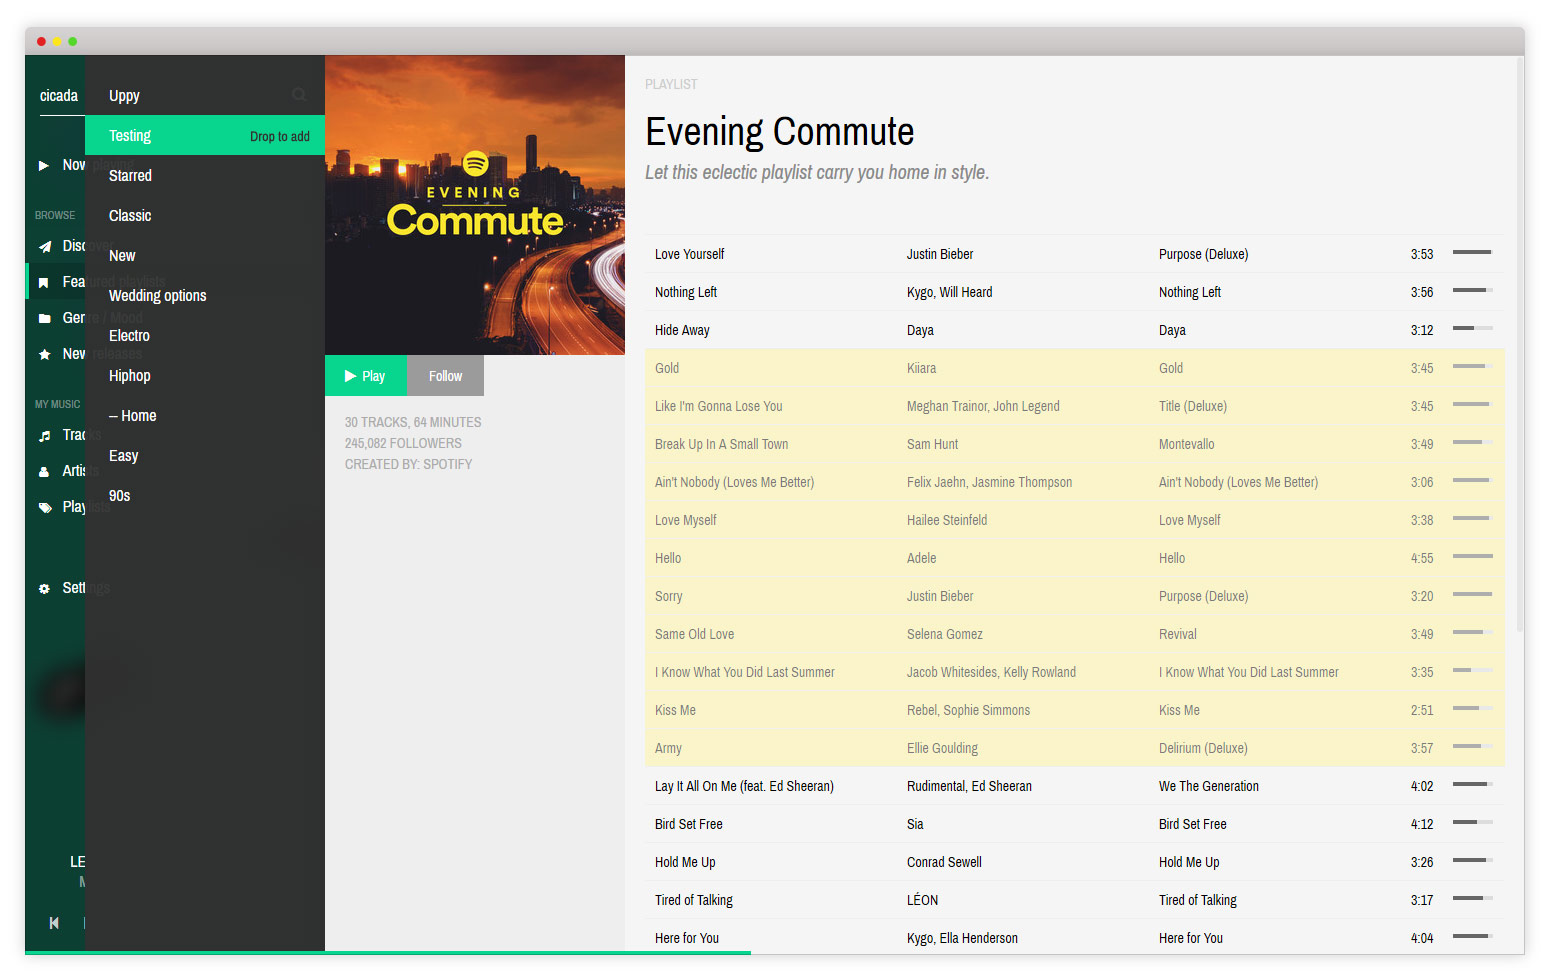 cicada
Now playing
BROWSE
Discover
Featured playlists
Genre / Mood
New releases
MY MUSIC
Tracks
Artists
Playlists
Settings
LE
Uppy
Testing Drop to add
Starred
Classic
New
Wedding options
Electro
Hiphop
-- Home
Easy
90s
EVENING
Commute
Play Follow
30 TRACKS, 64 MINUTES
245,082 FOLLOWERS
CREATED BY: SPOTIFY
PLAYLIST
Evening Commute
Let this eclectic playlist carry you home in style.
Love Yourself Justin Bieber Purpose (Deluxe) 3:53
Nothing Left Kygo, Will Heard Nothing Left 3:56
Hide Away Daya Daya 3:12
Gold Kiiara Gold 3:45
Like I'm Gonna Lose You Meghan Trainor, John Legend Title (Deluxe) 3:45
Break Up In A Small Town Sam Hunt Montevallo 3:49
Ain't Nobody (Loves Me Better) Felix Jaehn, Jasmine Thompson Ain't Nobody (Loves Me Better) 3:06
Love Myself Hailee Steinfeld Love Myself 3:38
Hello Adele Hello 4:55
Sorry Justin Bieber Purpose (Deluxe) 3:20
Same Old Love Selena Gomez Revival 3:49
I Know What You Did Last Summer Jacob Whitesides, Kelly Rowland I Know What You Did Last Summer 3:35
Kiss Me Rebel, Sophie Simmons Kiss Me 2:51
Army Ellie Goulding Delirium (Deluxe) 3:57
Lay It All On Me (feat. Ed Sheeran) Rudimental, Ed Sheeran We The Generation 4:02
Bird Set Free Sia Bird Set Free 4:12
Hold Me Up Conrad Sewell Hold Me Up 3:26
Tired of Talking LÉON Tired of Talking 3:17
Here for You Kygo, Ella Henderson Here for You 4:04